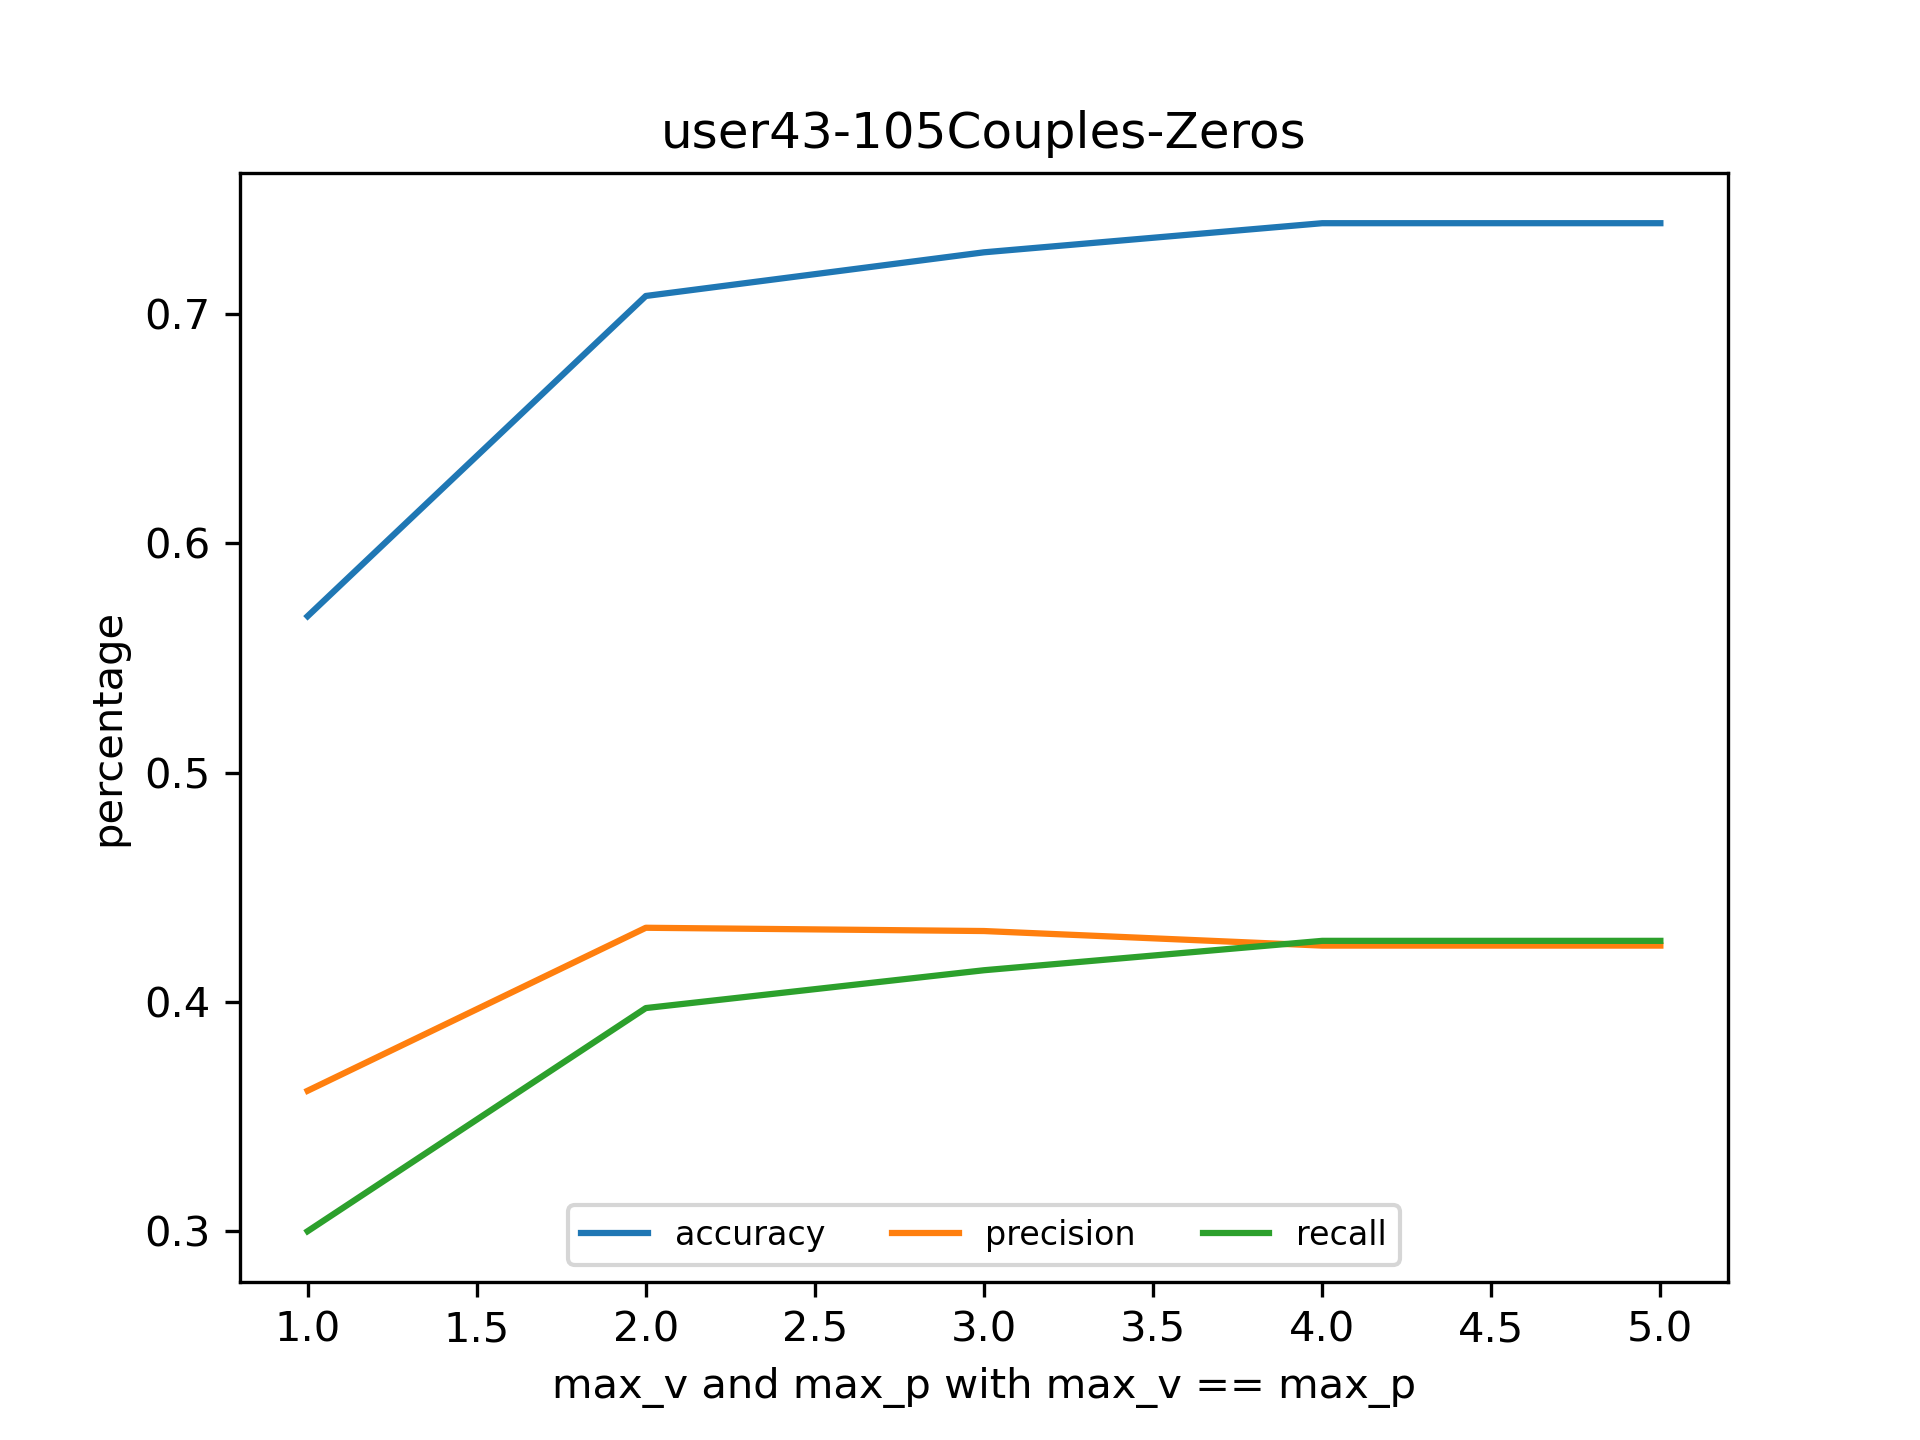 user43-105Couples-Zeros
percentage
0.7
0.6
0.5
0.4
0.3
accuracy precision recall
1.0 1.5 2.0 2.5 3.0 3.5 4.0 4.5 5.0
max_v and max_p with max_v == max_p